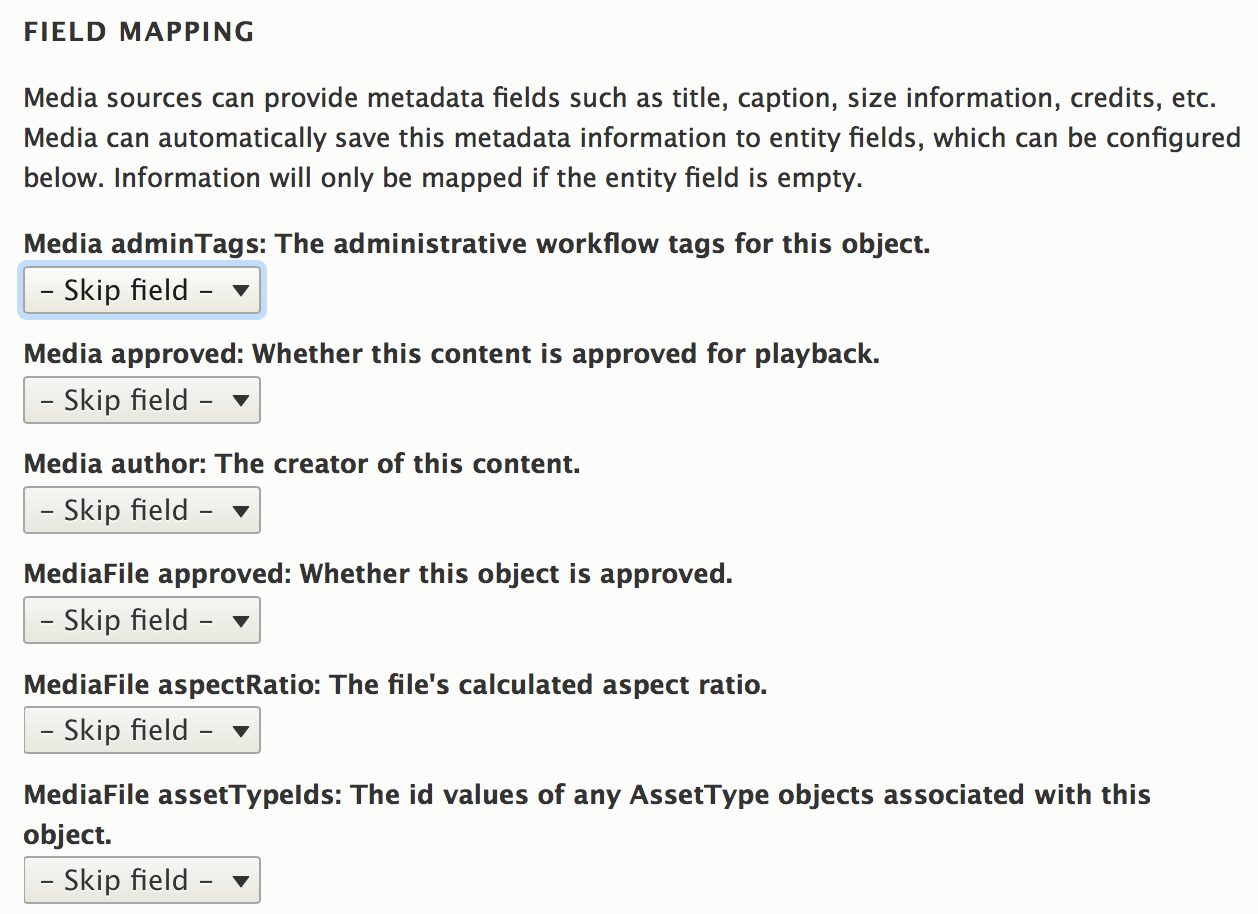 FIELD MAPPING
Media sources can provide metadata fields such as title, caption, size information, credits, etc.
Media can automatically save this metadata information to entity fields, which can be configured
below. Information will only be mapped if the entity field is empty.
Media adminTags: The administrative workflow tags for this object.
– Skip field –
Media approved: Whether this content is approved for playback.
– Skip field –
Media author: The creator of this content.
– Skip field –
MediaFile approved: Whether this object is approved.
– Skip field –
MediaFile aspectRatio: The file's calculated aspect ratio.
– Skip field –
MediaFile assetTypeIds: The id values of any AssetType objects associated with this
object.
– Skip field –